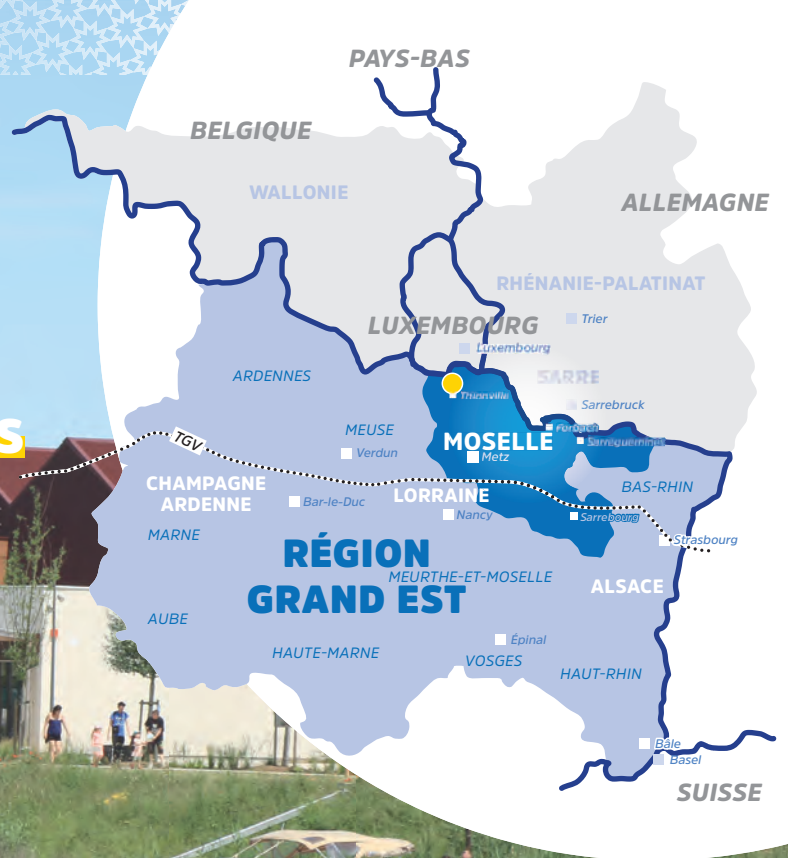 PAYS-BAS
BELGIQUE
WALLONIE
ALLEMAGNE
RHÉNANIE-PALATINAT
Trier
LUXEMBOURG
Luxembourg
SARRE
ARDENNES
Thionville
Sarrebruck
MEUSE
Forbach
S
TGV
MOSELLE
Sarreguemines
Verdun
Metz
CHAMPAGNE
ARDENNE
LORRAINE
BAS-RHIN
Bar-le-Duc
Nancy
Sarrebourg
MARNE
Strasbourg
RÉGION
GRAND EST
MEURTHE-ET-MOSELLE
ALSACE
AUBE
Épinal
HAUTE-MARNE
VOSGES
HAUT-RHIN
Bâle
Basel
SUISSE